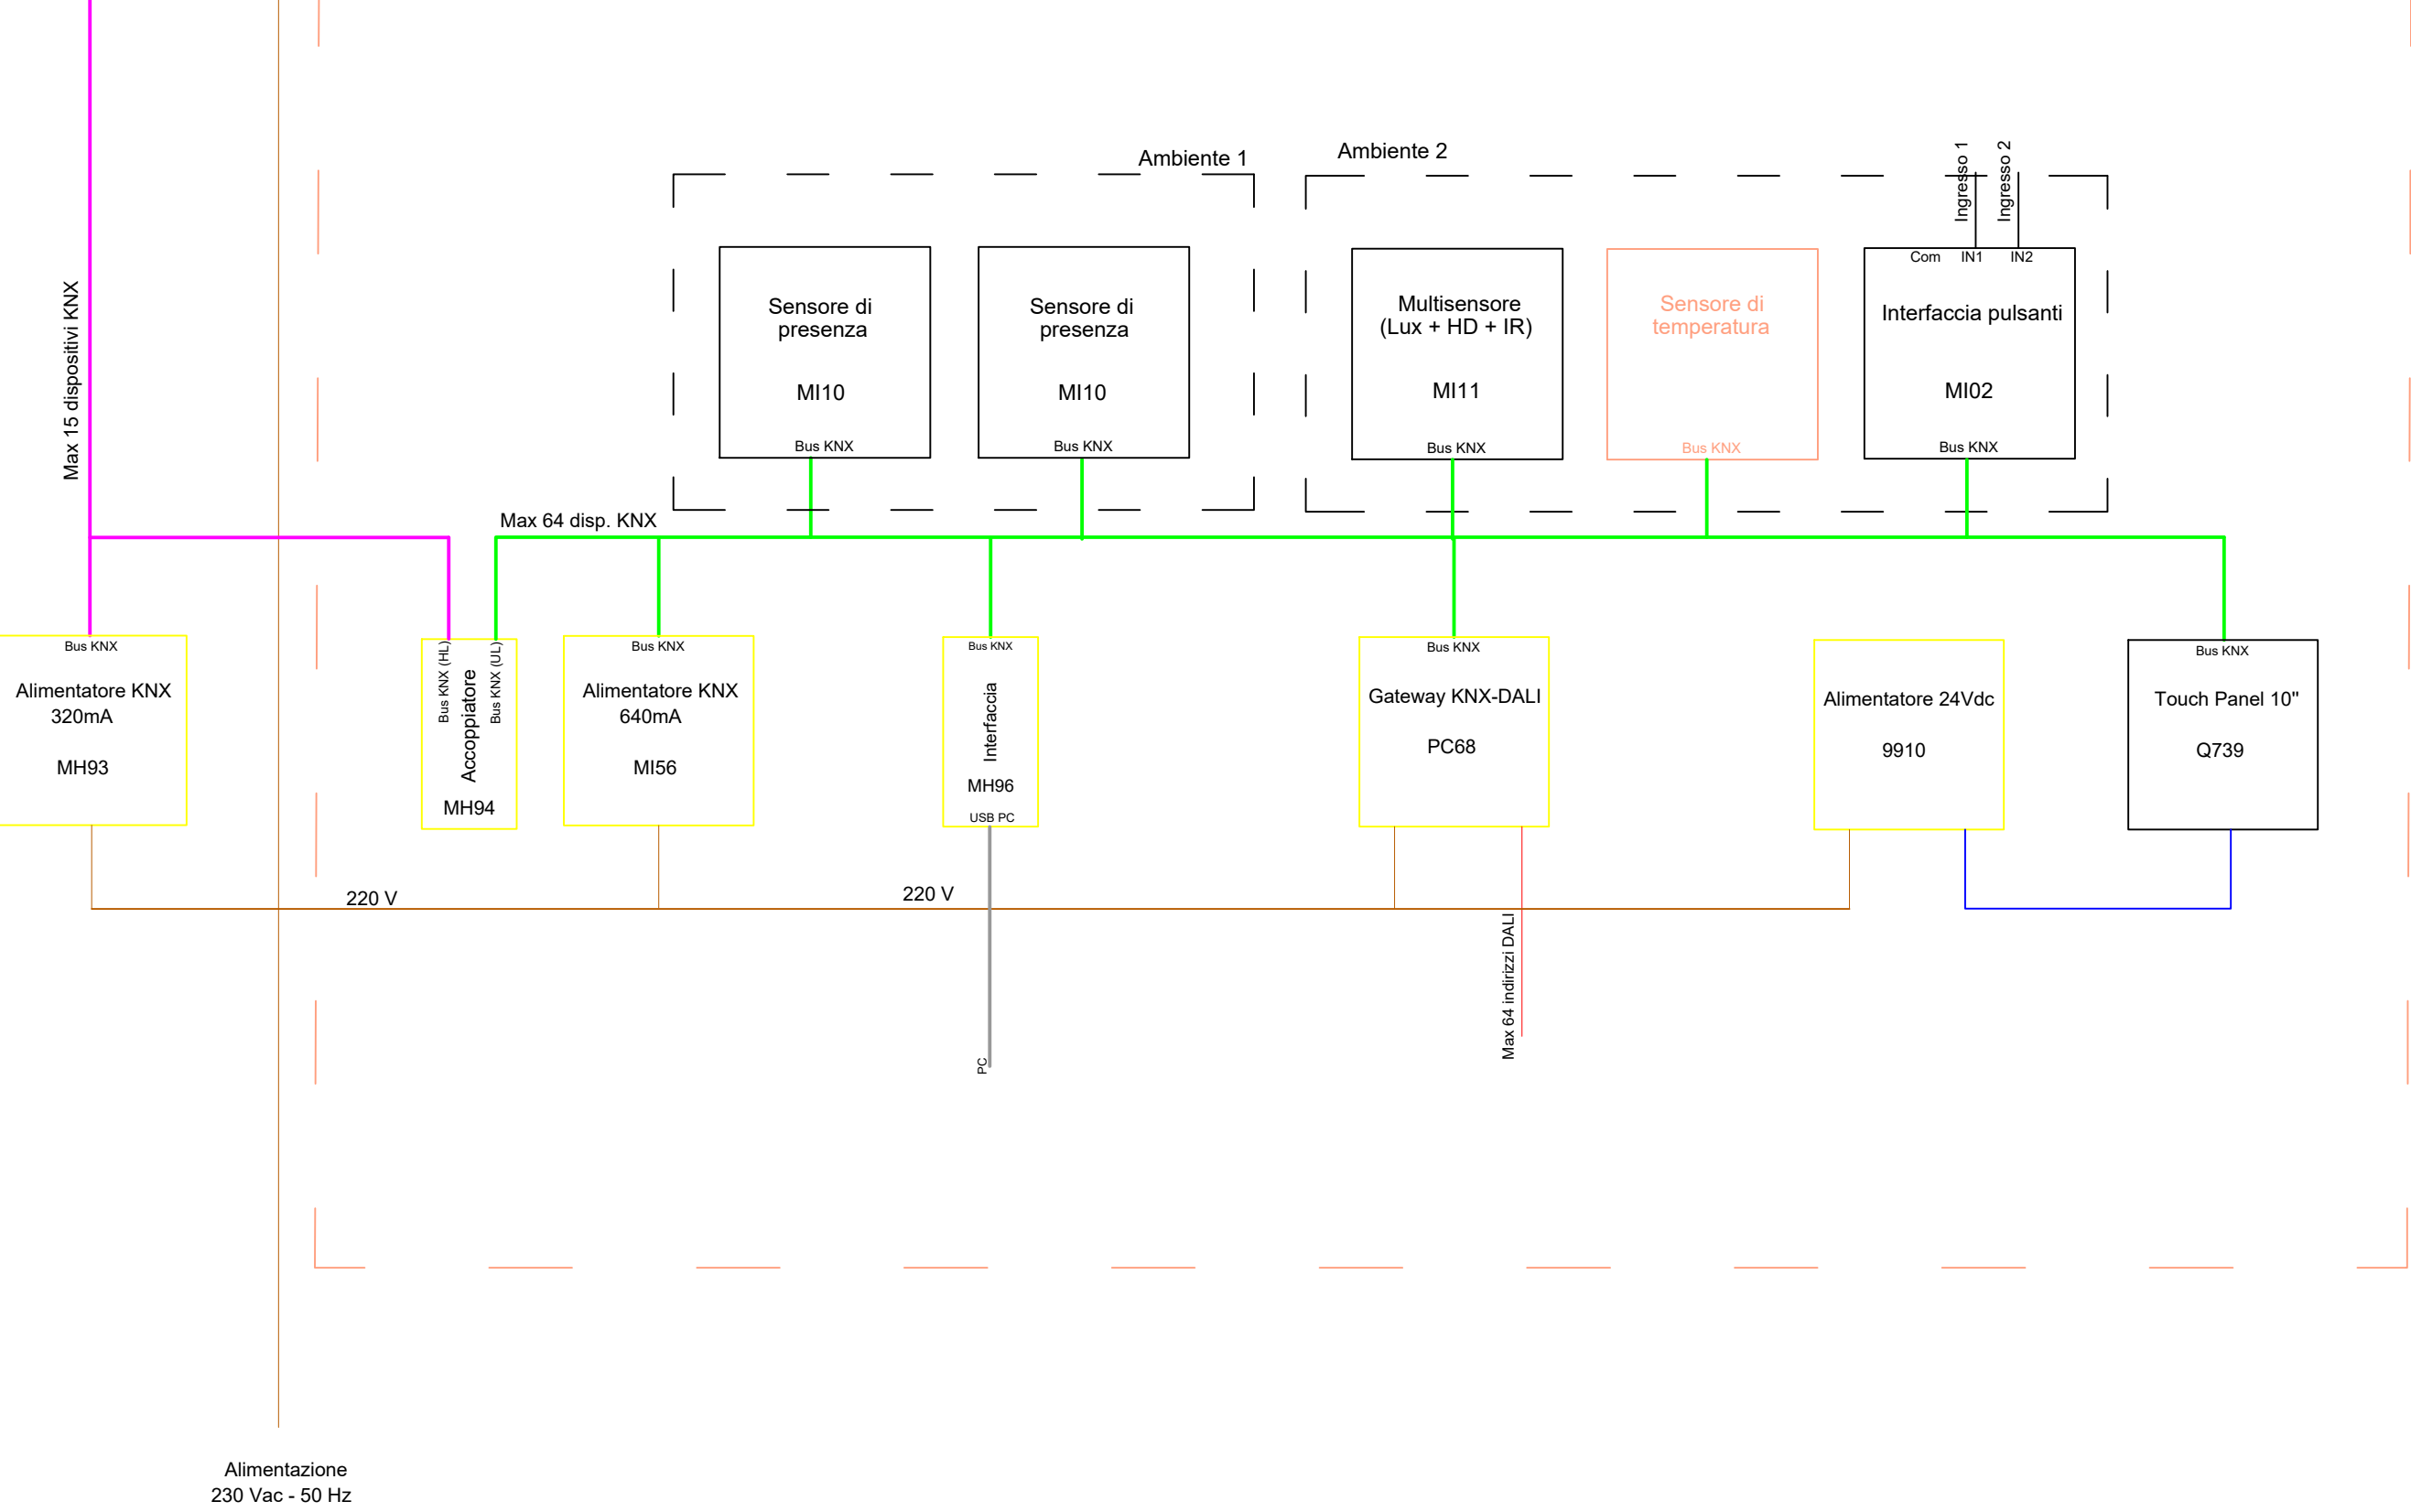 Ambiente 1
Ambiente 2
Ingresso 1
Ingresso 2
Com
IN1
IN2
Sensore di
presenza
MI10
Bus KNX
Sensore di
presenza
MI10
Bus KNX
Multisensore
(Lux + HD + IR)
MI11
Bus KNX
Sensore di
temperatura
Bus KNX
Interfaccia pulsanti
MI02
Bus KNX
Max 15 dispositivi KNX
Max 64 disp. KNX
Bus KNX
Alimentatore KNX
320mA
MH93
Bus KNX (HL)
Accoppiatore
Bus KNX (UL)
MH94
Bus KNX
Alimentatore KNX
640mA
MI56
Bus KNX
Interfaccia
MH96
USB PC
Bus KNX
Gateway KNX-DALI
PC68
Alimentatore 24Vdc
9910
Bus KNX
Touch Panel 10"
Q739
220 V
220 V
Max 64 indirizzi DALI
PC
Alimentazione
230 Vac - 50 Hz